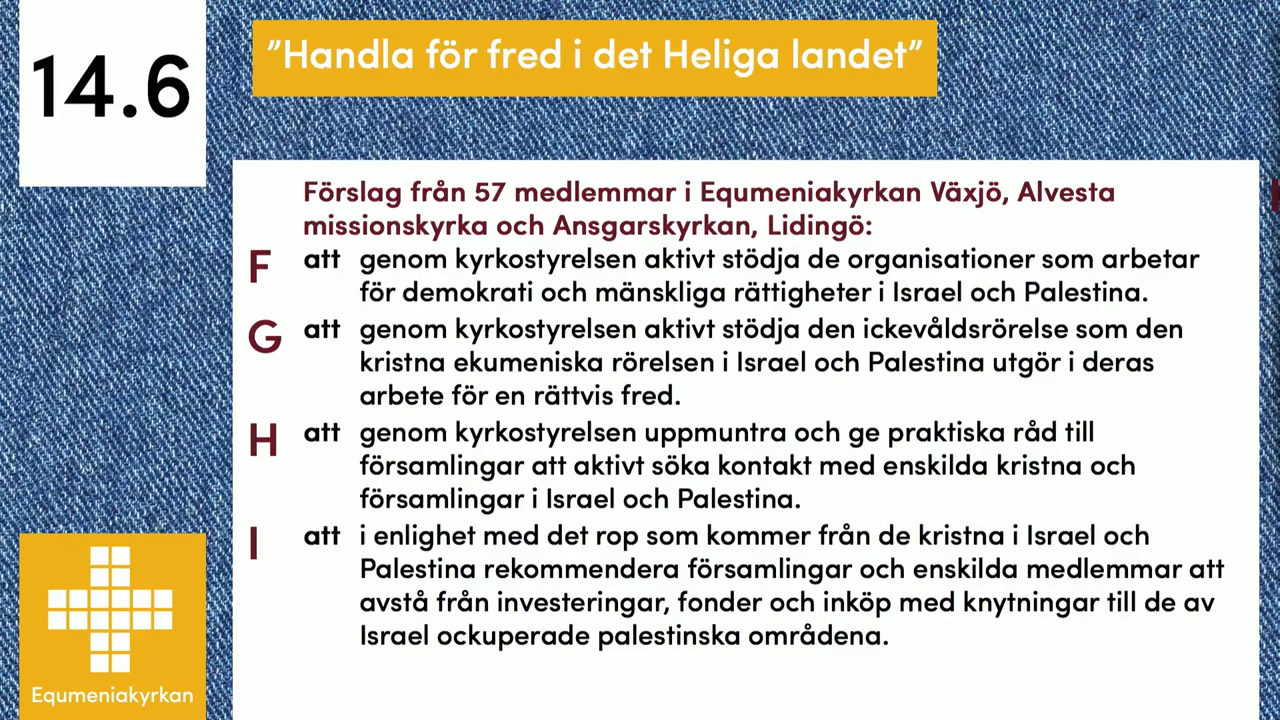 14.6
”Handla för fred i det Heliga landet”
Förslag från 57 medlemmar i Equmeniakyrkan Växjö, Alvesta
missionskyrka och Ansgarskyrkan, Lidingö:
F att genom kyrkostyrelsen aktivt stödja de organisationer som arbetar
för demokrati och mänskliga rättigheter i Israel och Palestina.
G att genom kyrkostyrelsen aktivt stödja den ickevåldsrörelse som den
kristna ekumeniska rörelsen i Israel och Palestina utgör i deras
arbete för en rättvis fred.
H att genom kyrkostyrelsen uppmuntra och ge praktiska råd till
församlingar att aktivt söka kontakt med enskilda kristna och
församlingar i Israel och Palestina.
I att i enlighet med det rop som kommer från de kristna i Israel och
Palestina rekommendera församlingar och enskilda medlemmar att
avstå från investeringar, fonder och inköp med knytningar till de av
Israel ockuperade palestinska områdena.
Equmeniakyrkan